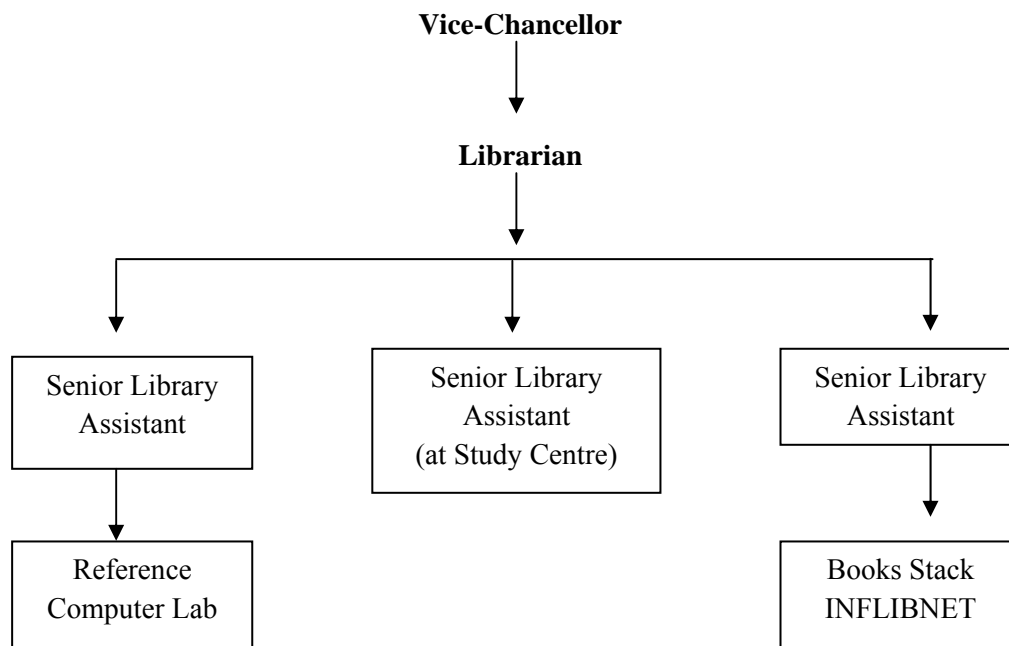 Vice-Chancellor
Librarian
Senior Library
Assistant
Senior Library
Assistant
(at Study Centre)
Senior Library
Assistant
Reference
Computer Lab
Books Stack
INFLIBNET